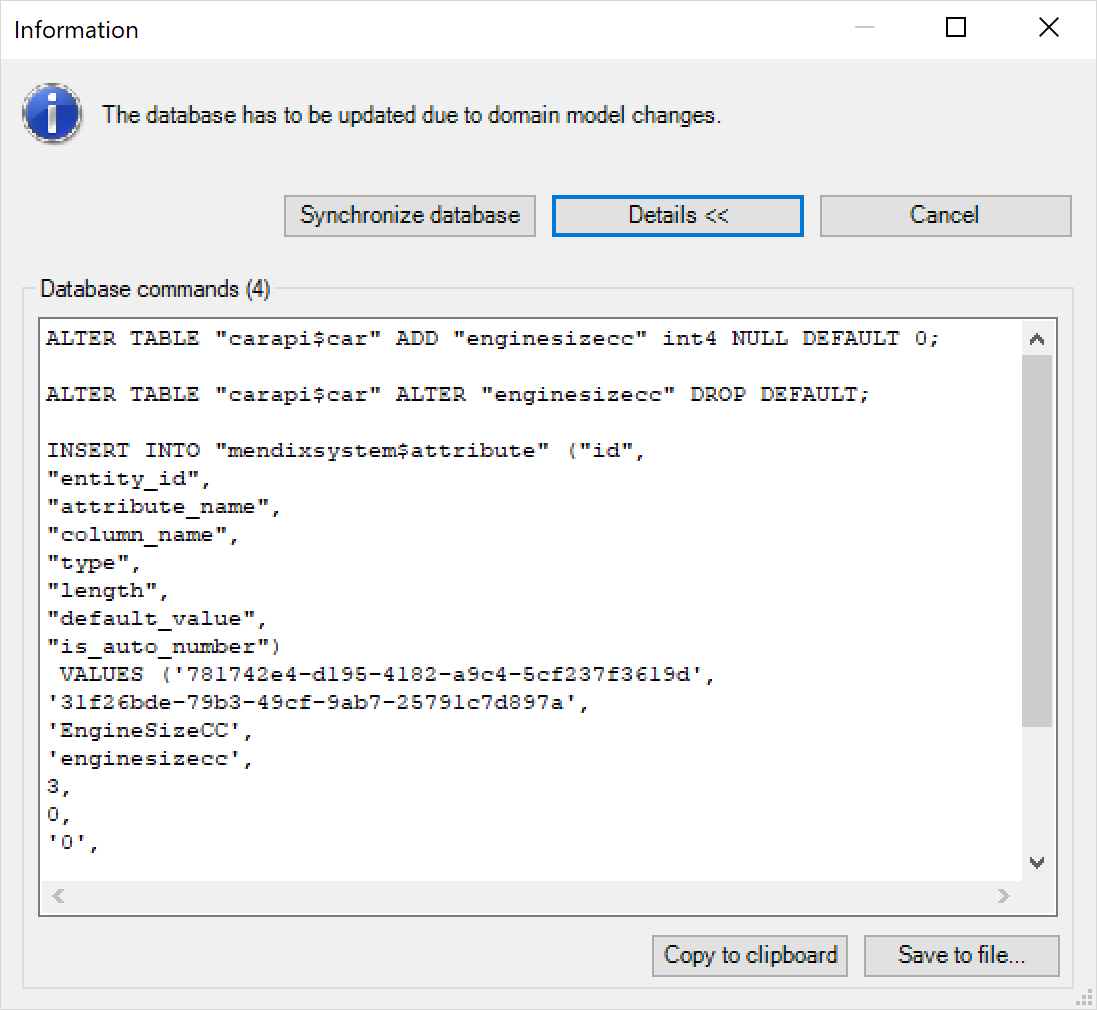 Information
The database has to be updated due to domain model changes.
Synchronize database
Details <<
Cancel
Database commands (4)
ALTER TABLE "carapi$car" ADD "enginesizecc" int4 NULL DEFAULT 0;
ALTER TABLE "carapi$car" ALTER "enginesizecc" DROP DEFAULT;
INSERT INTO "mendixsystem$attribute" ("id",
"entity_id",
"attribute_name",
"column_name",
"type",
"length",
"default_value",
"is_auto_number")
VALUES ('781742e4-d195-4182-a9c4-5cf237f3619d',
'31f26bde-79b3-49cf-9ab7-25791c7d897a',
'EngineSizeCC',
'enginesizecc',
3,
0,
'0',
Copy to clipboard
Save to file...